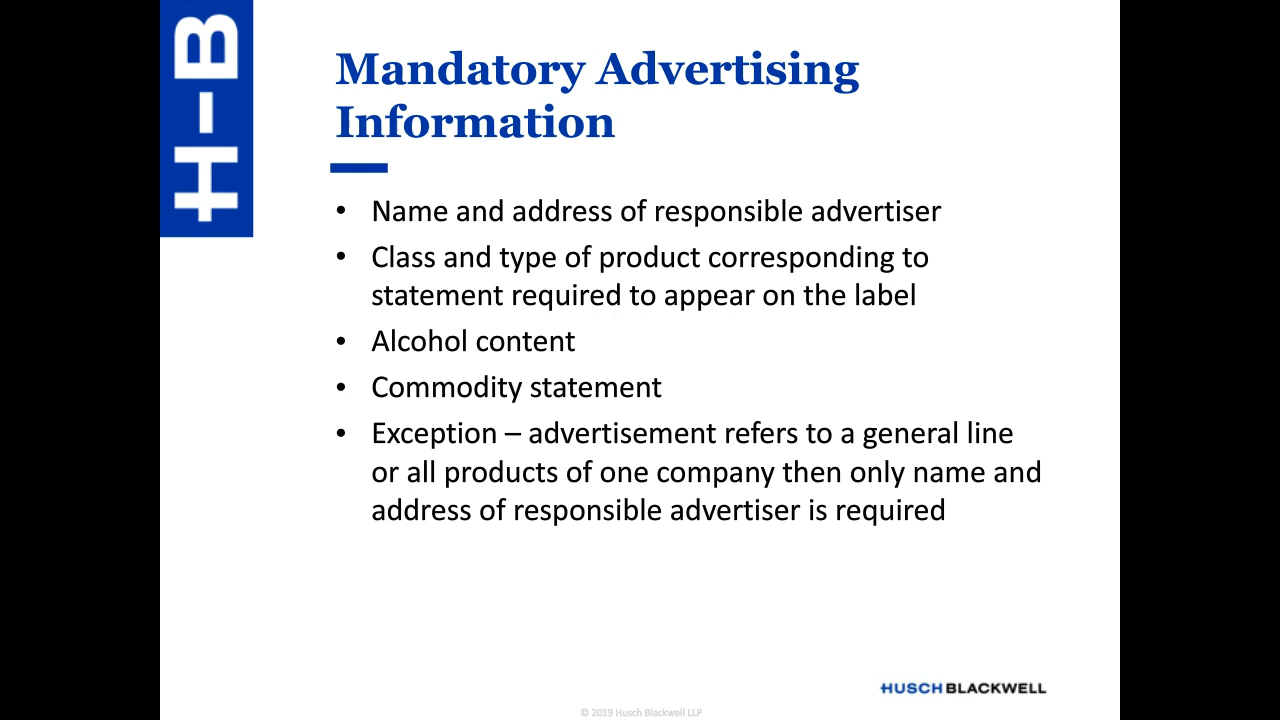 H-B
Mandatory Advertising
Information
• Name and address of responsible advertiser
• Class and type of product corresponding to
statement required to appear on the label
• Alcohol content
• Commodity statement
• Exception – advertisement refers to a general line
or all products of one company then only name and
address of responsible advertiser is required
HUSCH BLACKWELL
© 2019 Husch Blackwell LLP